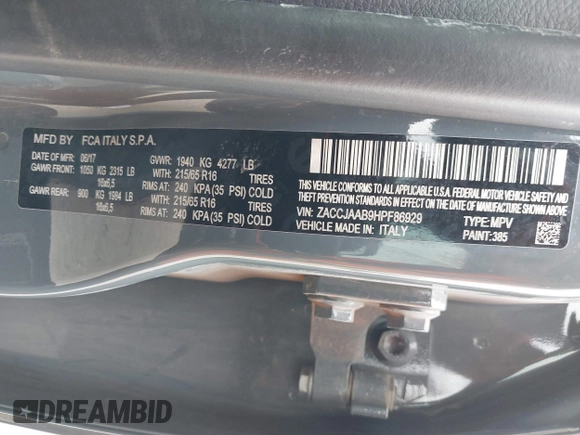 MFD BY FCA ITALY S.P.A.
DATE OF MFR: 06/17 GVWR: 1940 KG 4277 LB
GAWR FRONT: 1050 KG 2315 LB WITH: 215/65 R16 TIRES
16x6,5 RIMS AT: 240 KPA (35 PSI) COLD
GAWR REAR: 900 KG 1984 LB WITH: 215/65 R16 TIRES
16x6,5 RIMS AT: 240 KPA (35 PSI) COLD
THIS VEHICLE CONFORMS TO ALL APPLICABLE U.S.A. FEDERAL MOTOR VEHICLE SAFETY AND
THEFT PREVENTION STANDARDS IN EFFECT ON THE DATE OF MANUFACTURE SHOWN ABOVE.
VIN: ZACCJAAB9HPF86929 TYPE: MPV
VEHICLE MADE IN: ITALY PAINT: 385
DREAMBID